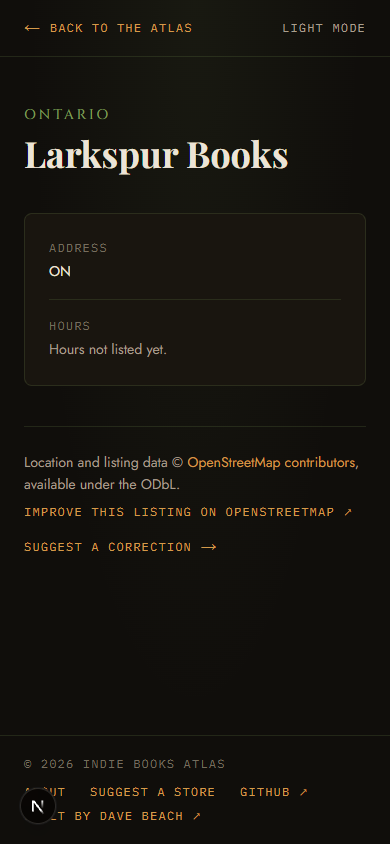 ← BACK TO THE ATLAS LIGHT MODE
ONTARIO
Larkspur Books
ADDRESS
ON
HOURS
Hours not listed yet.
Location and listing data © OpenStreetMap contributors,
available under the ODbL.
IMPROVE THIS LISTING ON OPENSTREETMAP ↗
SUGGEST A CORRECTION →
© 2026 INDIE BOOKS ATLAS
SUGGEST A STORE GITHUB ↗
BY DAVE BEACH ↗
N